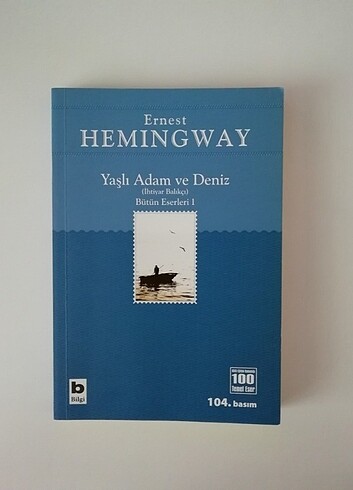 Ernest
HEMINGWAY
Yaşlı Adam ve Deniz
(İhtiyar Balıkçı)
Bütün Eserleri 1
b
Bilgi
100
Temel Eser
104. basım